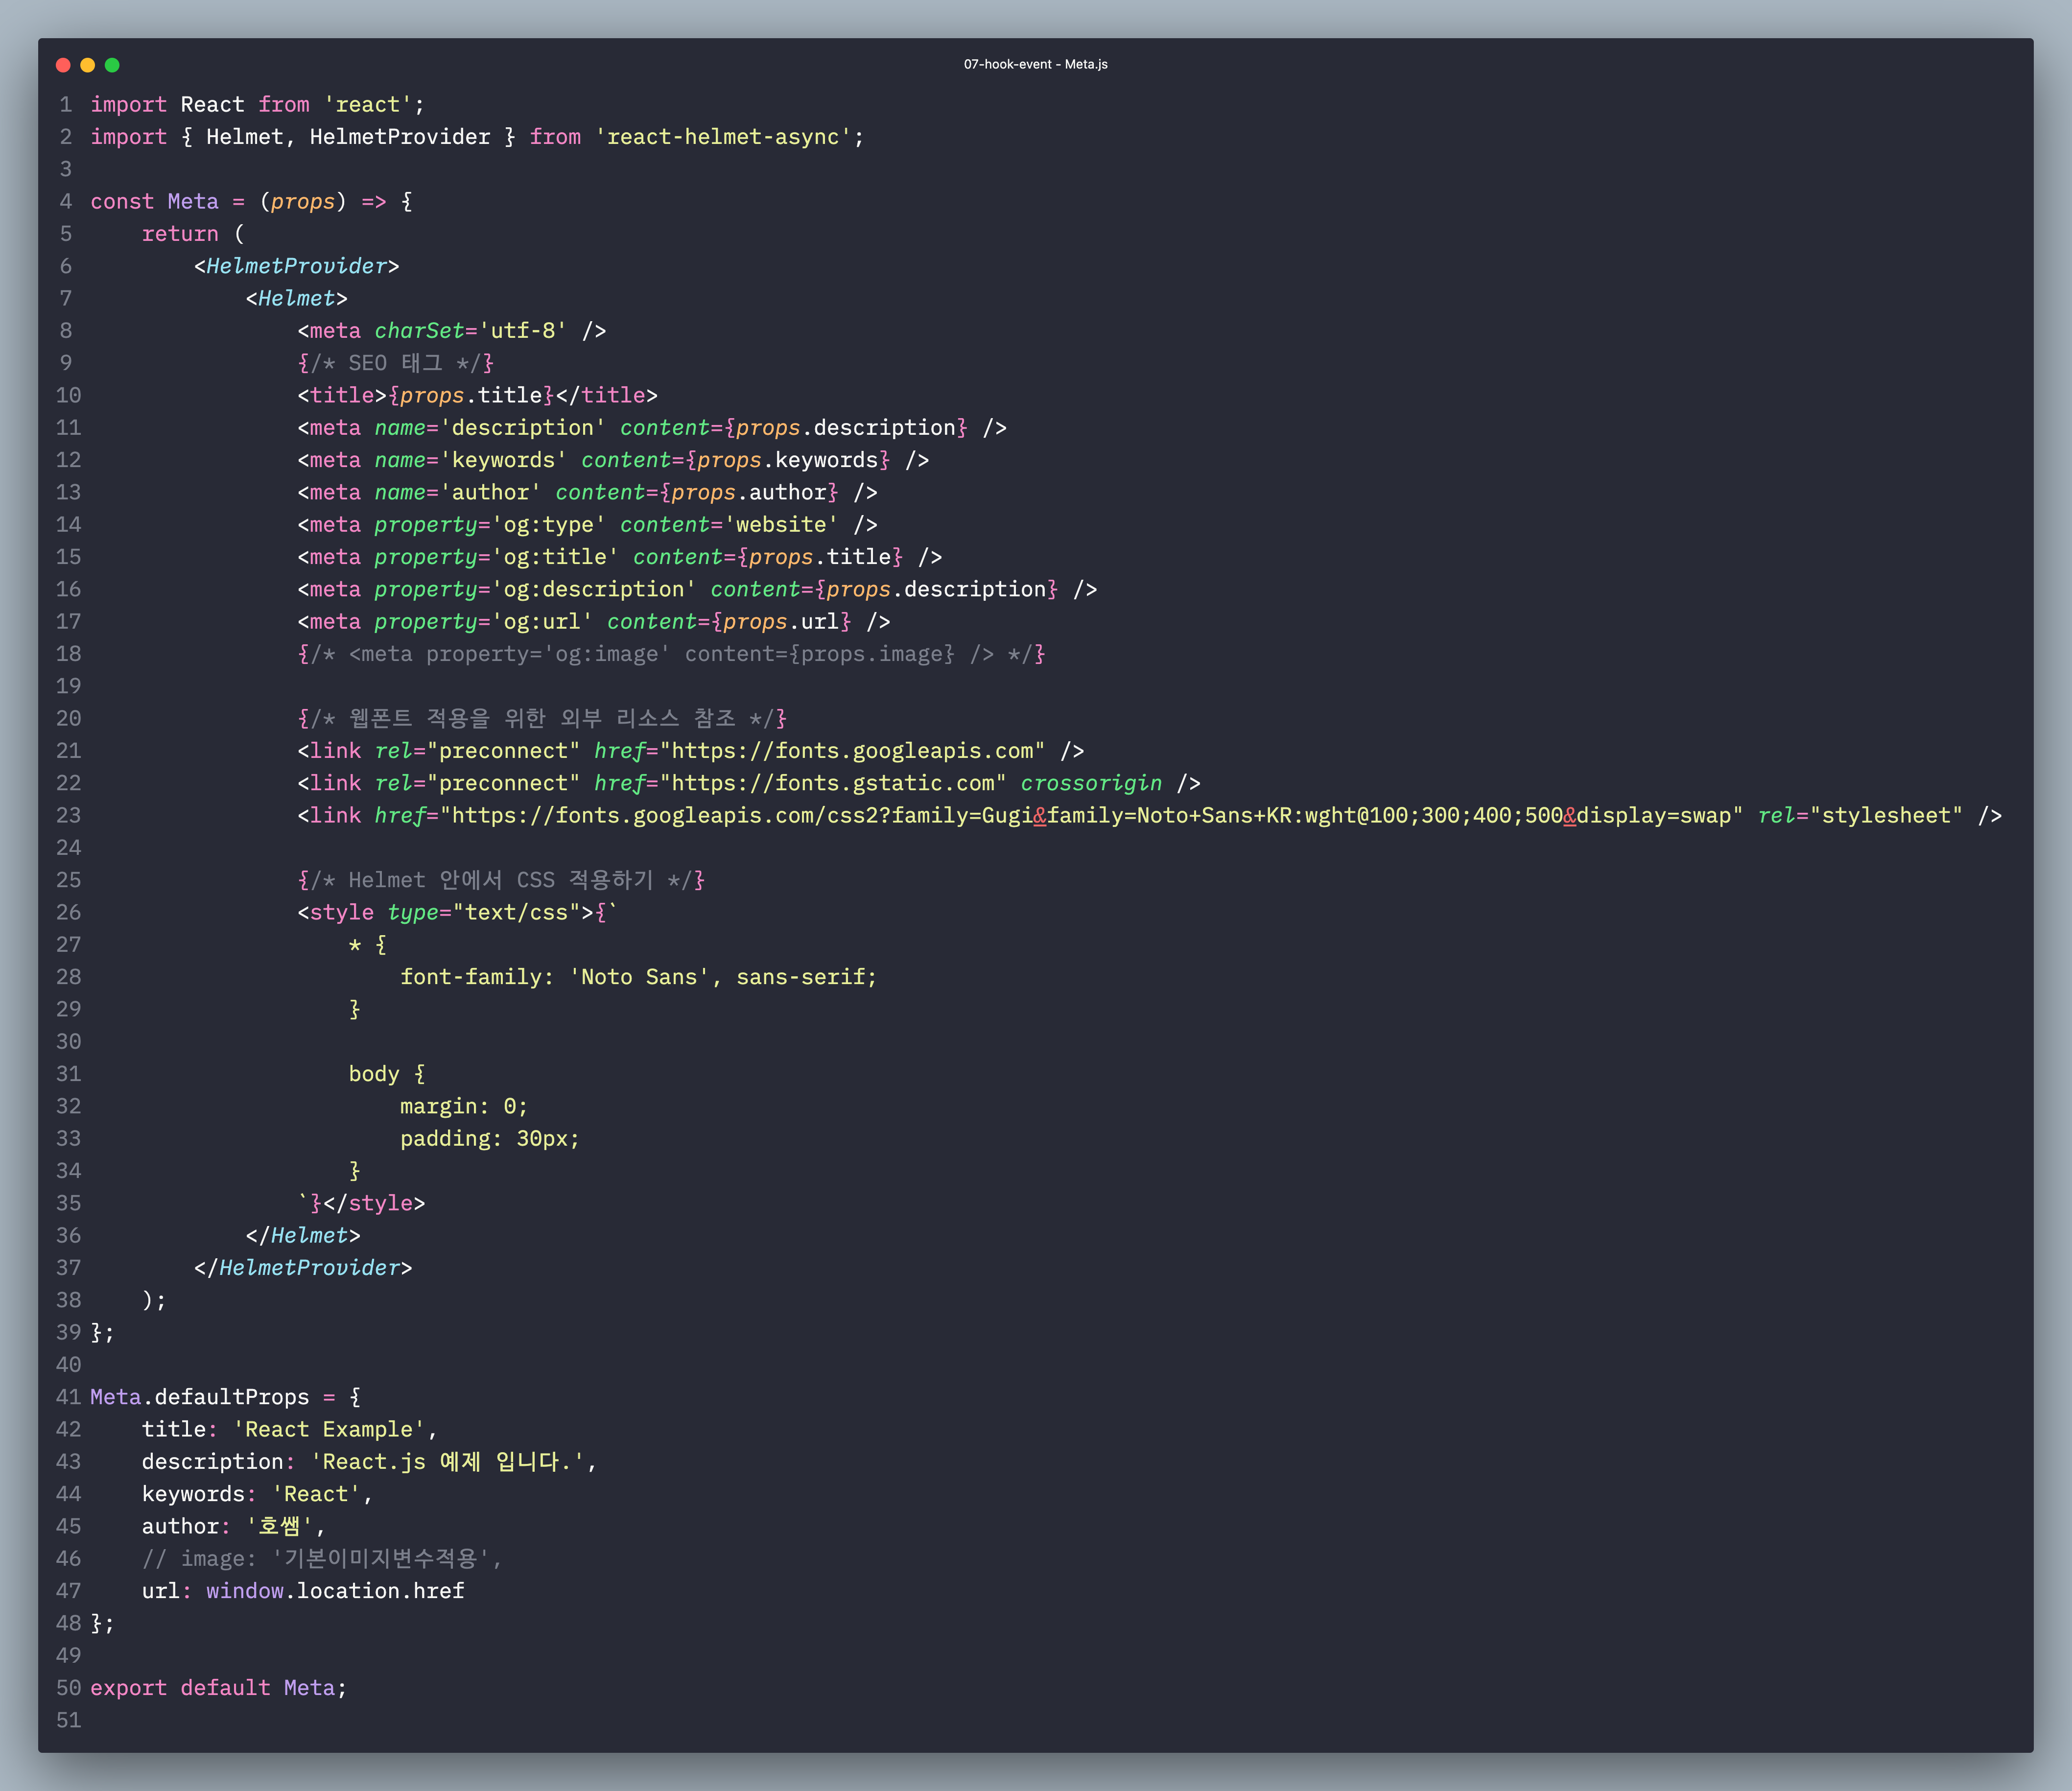 07-hook-event - Meta.js
1 import React from 'react';
2 import { Helmet, HelmetProvider } from 'react-helmet-async';
3
4 const Meta = (props) => {
5     return (
6         <HelmetProvider>
7             <Helmet>
8                 <meta charSet='utf-8' />
9                 {/* SEO 태그 */}
10                 <title>{props.title}</title>
11                 <meta name='description' content={props.description} />
12                 <meta name='keywords' content={props.keywords} />
13                 <meta name='author' content={props.author} />
14                 <meta property='og:type' content='website' />
15                 <meta property='og:title' content={props.title} />
16                 <meta property='og:description' content={props.description} />
17                 <meta property='og:url' content={props.url} />
18                 {/* <meta property='og:image' content={props.image} /> */}
19
20                 {/* 웹폰트 적용을 위한 외부 리소스 참조 */}
21                 <link rel="preconnect" href="https://fonts.googleapis.com" />
22                 <link rel="preconnect" href="https://fonts.gstatic.com" crossorigin />
23                 <link href="https://fonts.googleapis.com/css2?family=Gugi&family=Noto+Sans+KR:wght@100;300;400;500&display=swap" rel="stylesheet" />
24
25                 {/* Helmet 안에서 CSS 적용하기 */}
26                 <style type="text/css">{`
27                     * {
28                         font-family: 'Noto Sans', sans-serif;
29                     }
30
31                     body {
32                         margin: 0;
33                         padding: 30px;
34                     }
35                 `}</style>
36             </Helmet>
37         </HelmetProvider>
38     );
39 };
40
41 Meta.defaultProps = {
42     title: 'React Example',
43     description: 'React.js 예제 입니다.',
44     keywords: 'React',
45     author: '호쌤',
46     // image: '기본이미지변수적용',
47     url: window.location.href
48 };
49
50 export default Meta;
51